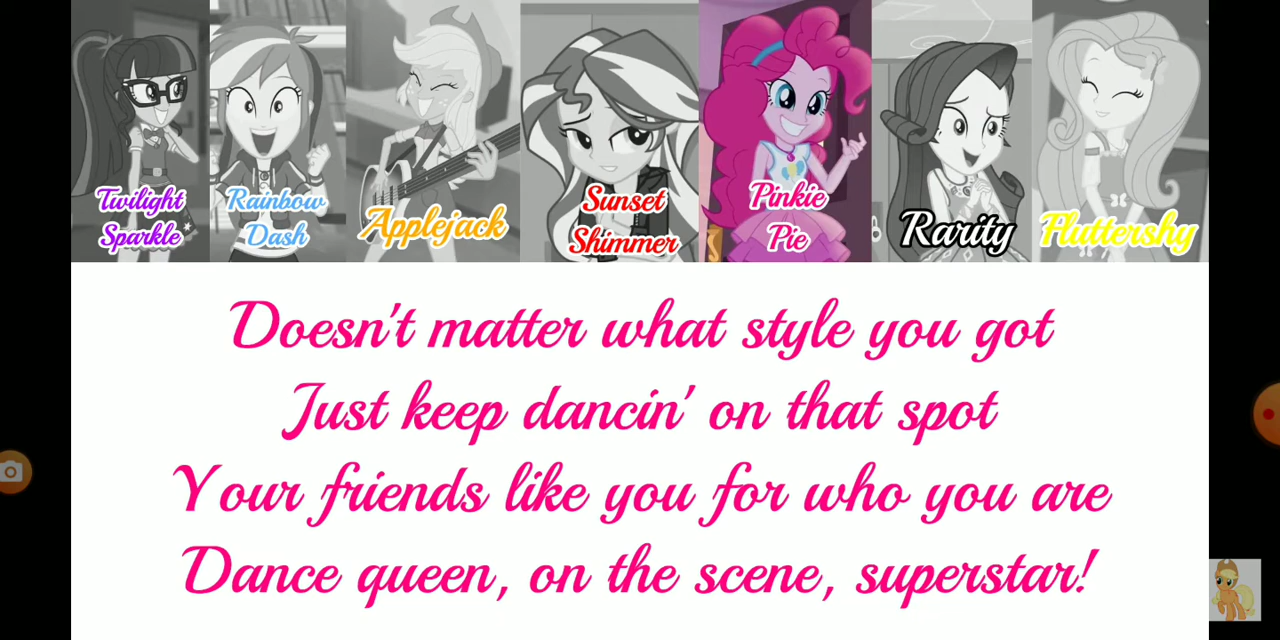 Twilight
Sparkle
Rainbow
Dash
Applejack
Sunset
Shimmer
Pinkie
Pie
Rarity
Fluttershy
Doesn't matter what style you got
Just keep dancin' on that spot
Your friends like you for who you are
Dance queen, on the scene, superstar!